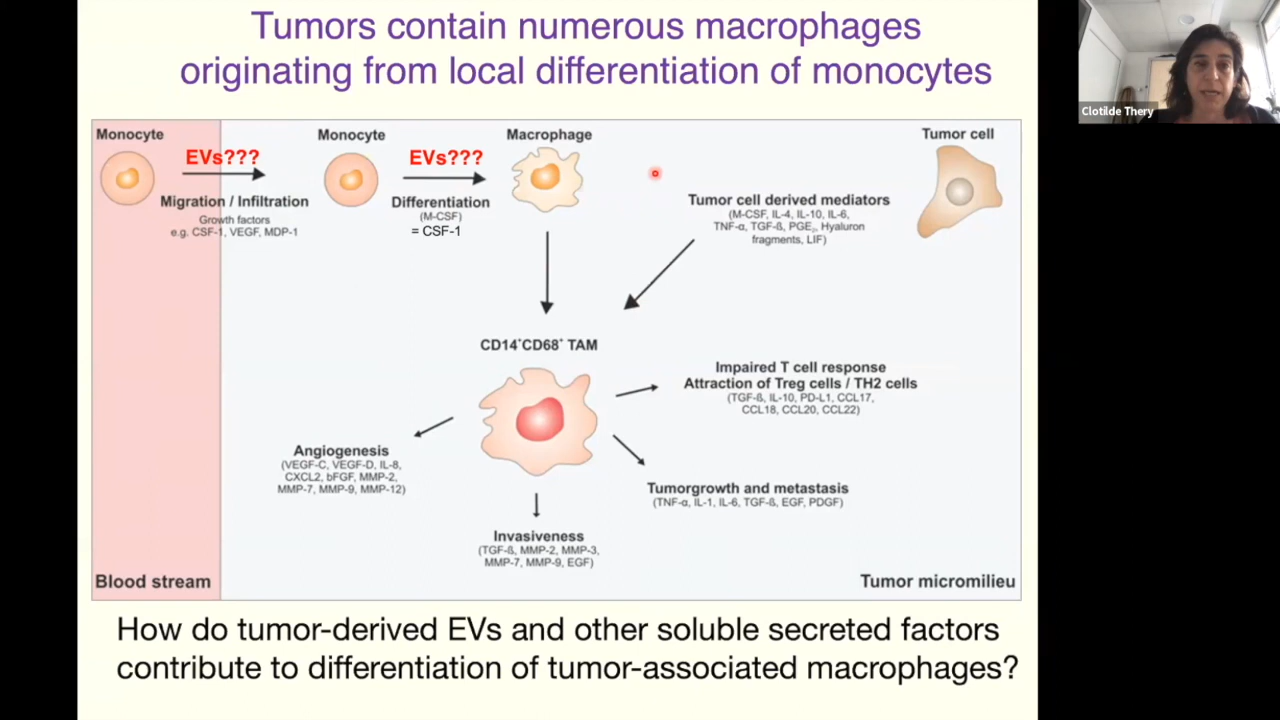 Tumors contain numerous macrophages
originating from local differentiation of monocytes
Clotilde Thery
Monocyte
EVs???
Migration / Infiltration
Growth factors
e.g. CSF-1, VEGF, MDP-1
Monocyte
EVs???
Differentiation
(M-CSF)
= CSF-1
Macrophage
Tumor cell
Tumor cell derived mediators
(M-CSF, IL-4, IL-10, IL-6,
TNF-α, TGF-ß, PGE₂, Hyaluron
fragments, LIF)
CD14⁺CD68⁺ TAM
Impaired T cell response
Attraction of Treg cells / TH2 cells
(TGF-ß, IL-10, PD-L1, CCL17,
CCL18, CCL20, CCL22)
Angiogenesis
(VEGF-C, VEGF-D, IL-8,
CXCL2, bFGF, MMP-2,
MMP-7, MMP-9, MMP-12)
Tumorgrowth and metastasis
(TNF-α, IL-1, IL-6, TGF-ß, EGF, PDGF)
Invasiveness
(TGF-ß, MMP-2, MMP-3,
MMP-7, MMP-9, EGF)
Blood stream
Tumor micromilieu
How do tumor-derived EVs and other soluble secreted factors
contribute to differentiation of tumor-associated macrophages?